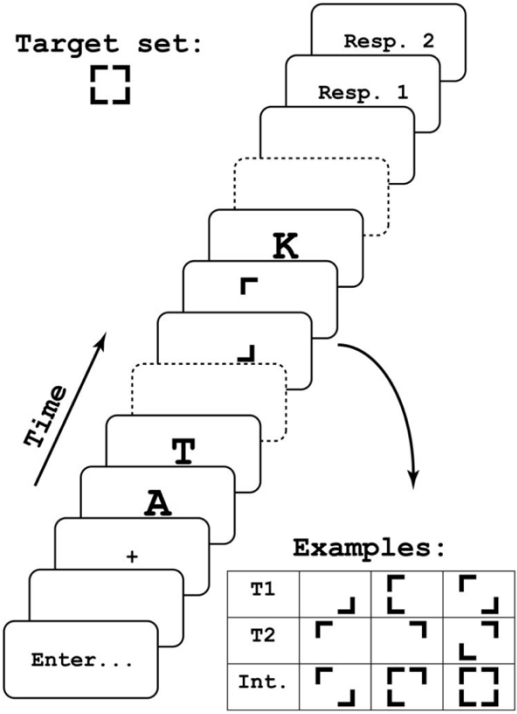 Target set:
Resp. 2
Resp. 1
K
T
A
+
Enter...
Time
Examples:
T1
T2
Int.